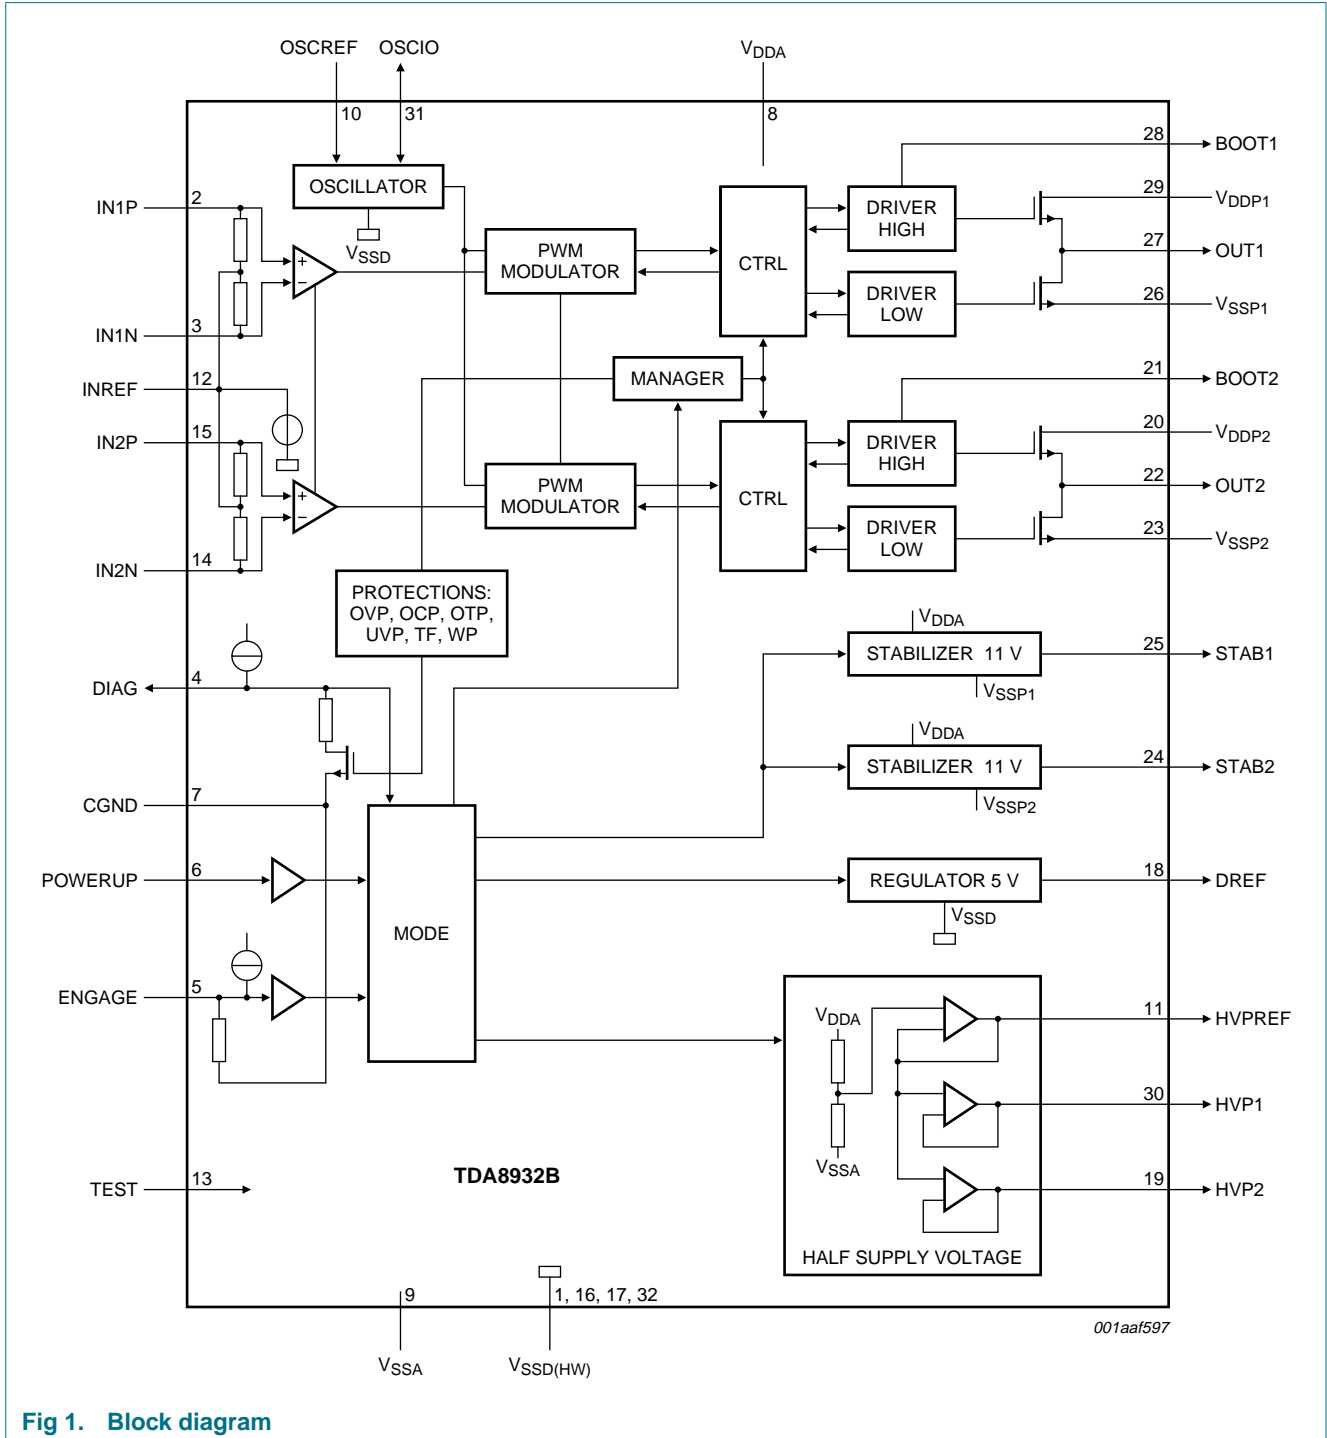 OSCREF OSCIO VDDA
10 31 8
28 BOOT1
OSCILLATOR
2 IN1P
29 VDDP1
DRIVER
HIGH
VSSD
PWM
MODULATOR
CTRL
27 OUT1
+
−
DRIVER
LOW
26 VSSP1
3 IN1N
INREF 12
MANAGER
21 BOOT2
IN2P 15
20 VDDP2
DRIVER
HIGH
PWM
MODULATOR
CTRL
22 OUT2
+
−
DRIVER
LOW
23 VSSP2
IN2N 14
PROTECTIONS:
OVP, OCP, OTP,
UVP, TF, WP
VDDA
STABILIZER 11 V
25 STAB1
VSSP1
DIAG 4
VDDA
STABILIZER 11 V
24 STAB2
VSSP2
CGND 7
POWERUP 6
REGULATOR 5 V
18 DREF
VSSD
MODE
ENGAGE 5
VDDA
11 HVPREF
30 HVP1
VSSA
19 HVP2
HALF SUPPLY VOLTAGE
TEST 13
TDA8932B
9
1, 16, 17, 32
001aaf597
VSSA
VSSD(HW)
Fig 1. Block diagram